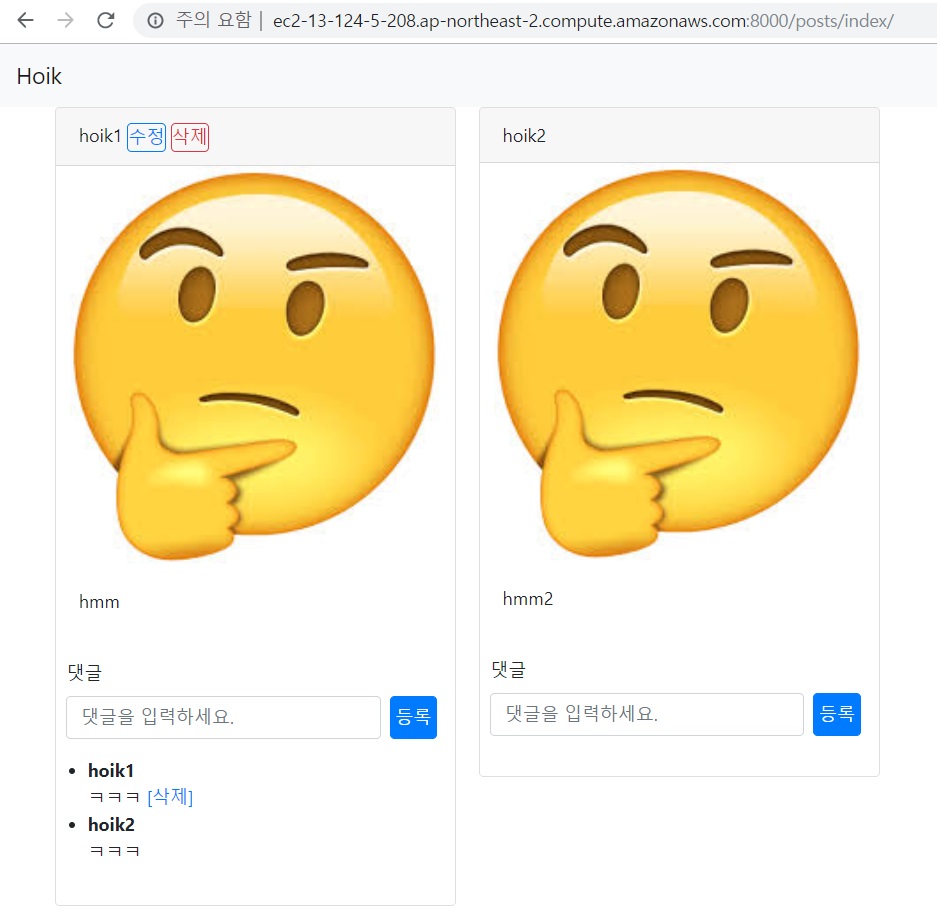 주의 요함 | ec2-13-124-5-208.ap-northeast-2.compute.amazonaws.com:8000/posts/index/
Hoik
hoik1 수정 삭제
hmm
댓글
댓글을 입력하세요. 등록
hoik1
ㅋㅋㅋ [삭제]
hoik2
ㅋㅋㅋ
hoik2
hmm2
댓글
댓글을 입력하세요. 등록